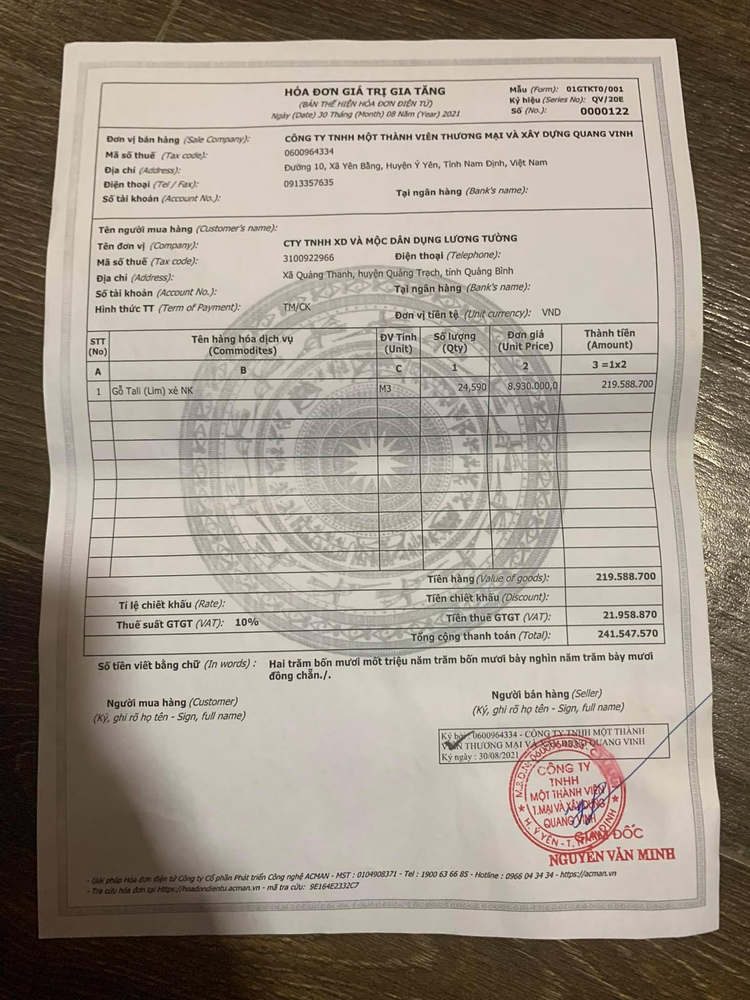 HÓA ĐƠN GIÁ TRỊ GIA TĂNG
(BẢN THỂ HIỆN HÓA ĐƠN ĐIỆN TỬ)
Ngày (Date) 30 Tháng (Month) 08 Năm (Year) 2021
Mẫu (Form): 01GTKT0/001
Ký hiệu (Series No): QV/20E
Số (No.): 0000122
Đơn vị bán hàng (Sale Company): CÔNG TY TNHH MỘT THÀNH VIÊN THƯƠNG MẠI VÀ XÂY DỰNG QUANG VINH
Mã số thuế (Tax code): 0600964334
Địa chỉ (Address): Đường 10, Xã Yên Bằng, Huyện Ý Yên, Tỉnh Nam Định, Việt Nam
Điện thoại (Tel / Fax): 0913357635
Số tài khoản (Account No.): Tại ngân hàng (Bank's name):
Tên người mua hàng (Customer's name):
Tên đơn vị (Company): CTY TNHH XD VÀ MỘC DÂN DỤNG LƯƠNG TƯỜNG
Mã số thuế (Tax code): 3100922966 Điện thoại (Telephone):
Địa chỉ (Address): Xã Quảng Thanh, huyện Quảng Trạch, tỉnh Quảng Bình
Số tài khoản (Account No.): Tại ngân hàng (Bank's name):
Hình thức TT (Term of Payment): TM/CK Đơn vị tiền tệ (Unit currency): VND
STT Tên hàng hóa dịch vụ ĐV Tính Số lượng Đơn giá Thành tiền
(No) (Commodites) (Unit) (Qty) (Unit Price) (Amount)
A B C 1 2 3 =1x2
1 Gỗ Tali (Lim) xẻ NK M3 24,590 8.930.000,0 219.588.700
Tiền hàng (Value of goods): 219.588.700
Tỉ lệ chiết khấu (Rate): Tiền chiết khấu (Discount):
Thuế suất GTGT (VAT): 10% Tiền thuế GTGT (VAT): 21.958.870
Tổng cộng thanh toán (Total): 241.547.570
Số tiền viết bằng chữ (In words) : Hai trăm bốn mươi mốt triệu năm trăm bốn mươi bảy nghìn năm trăm bảy mươi
đồng chẵn./.
Người mua hàng (Customer)
(Ký, ghi rõ họ tên - Sign, full name)
Người bán hàng (Seller)
(Ký, ghi rõ họ tên - Sign, full name)
Ký bởi : 0600964334 - CÔNG TY TNHH MỘT THÀNH
VIÊN THƯƠNG MẠI VÀ XÂY DỰNG QUANG VINH
Ký ngày : 30/08/2021
M.S.D.N: 0600964334 -
CÔNG TY
TNHH
MỘT THÀNH VIÊN
T.MẠI VÀ XÂY DỰNG
QUANG VINH
H. Ý YÊN - T. NAM ĐỊNH
GIÁM ĐỐC
NGUYỄN VĂN MINH
- Giải pháp Hóa đơn điện tử Công ty Cổ phần Phát triển Công nghệ ACMAN - MST : 0104908371 - Tel : 1900 63 66 85 - Hotline : 0966 04 34 34 - https://acman.vn
- Tra cứu hóa đơn tại Https://hoadondientu.acman.vn - mã tra cứu: 9E164E2332C7